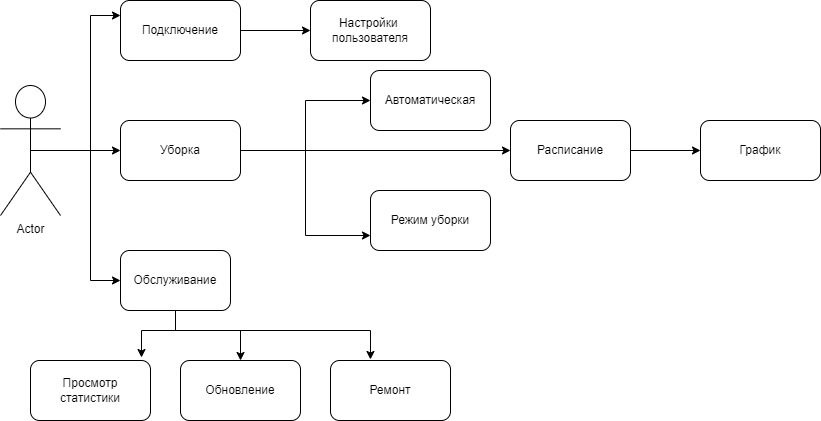 Подключение
Настройки
пользователя
Автоматическая
Уборка
Расписание
График
Режим уборки
Actor
Обслуживание
Просмотр
статистики
Обновление
Ремонт